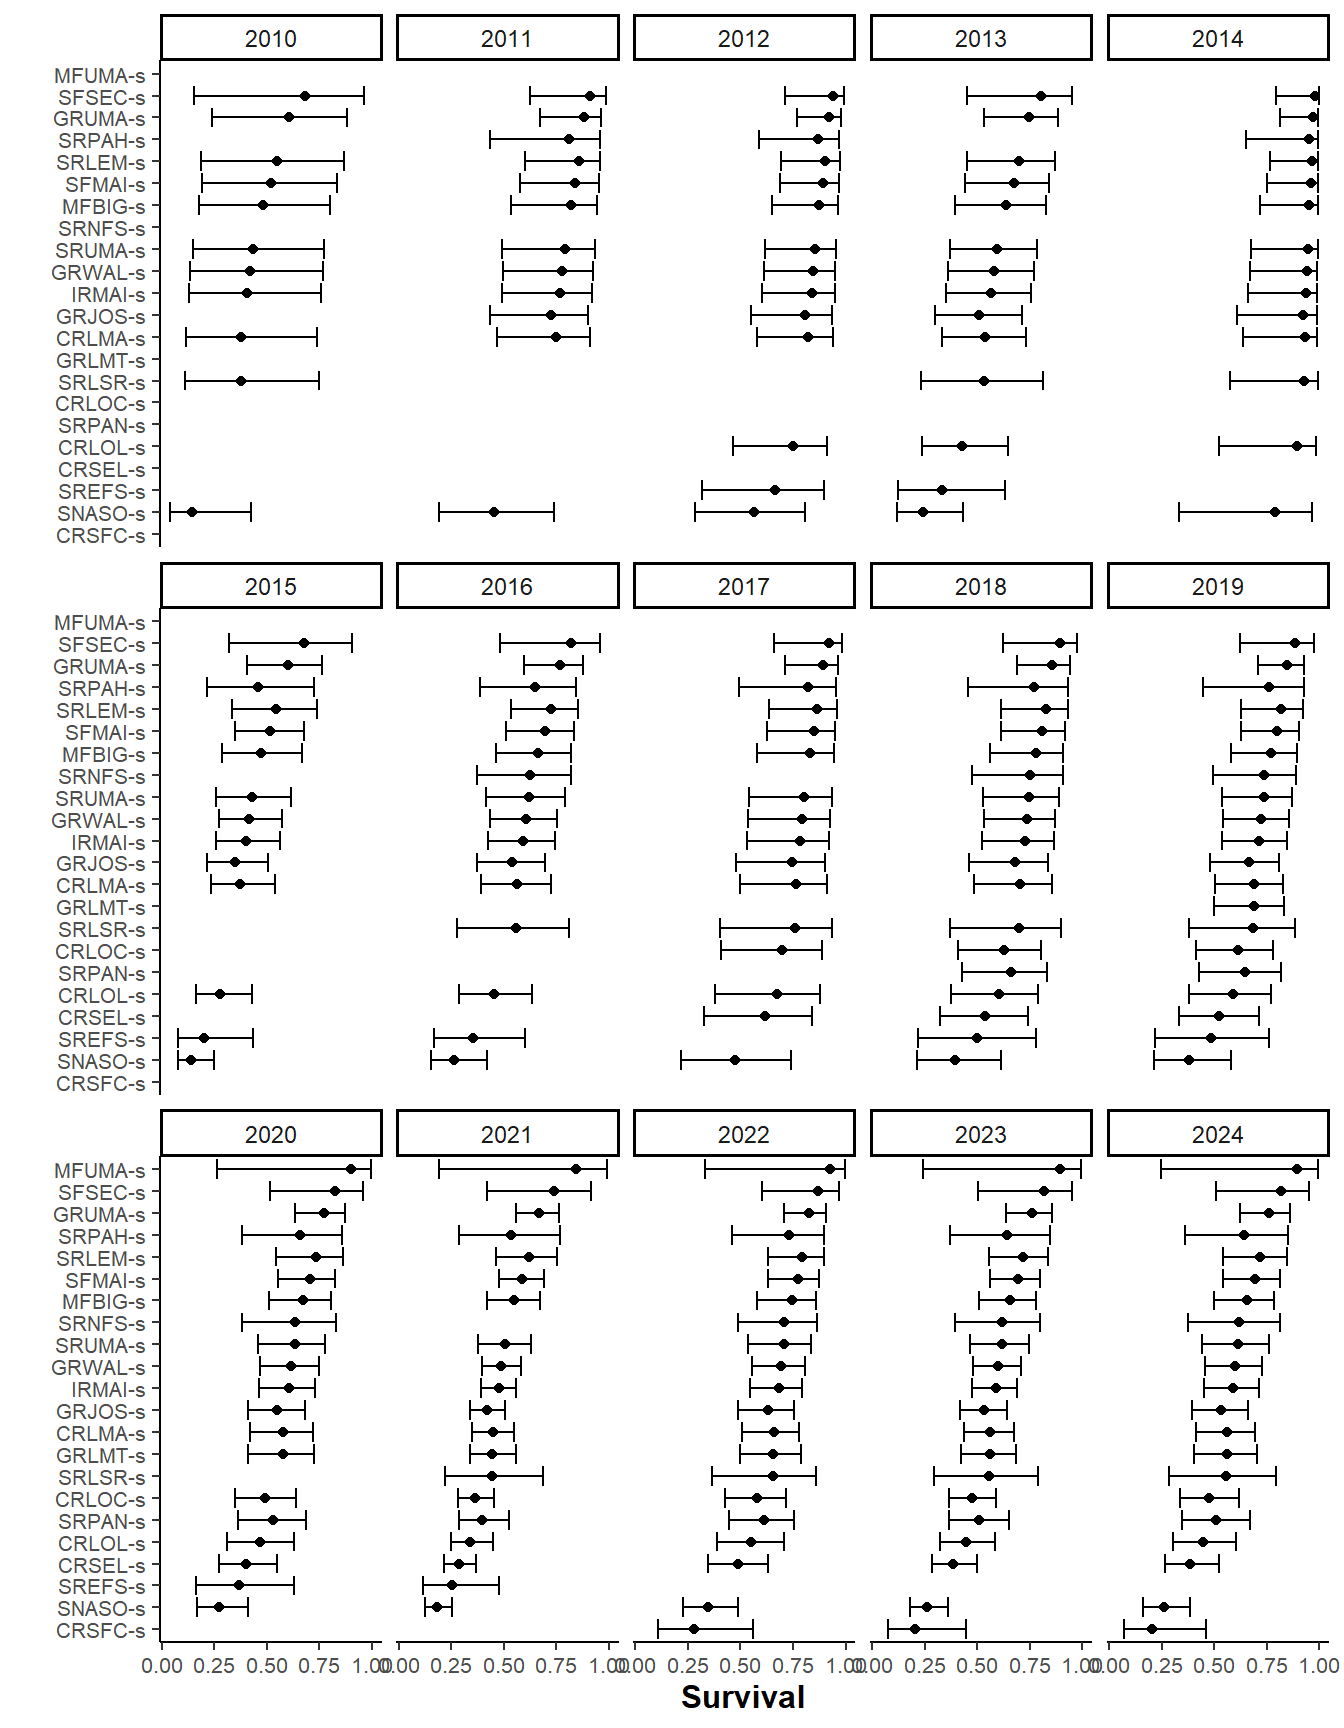 2010 2011 2012 2013 2014
MFUMA-s
SFSEC-s
GRUMA-s
SRPAH-s
SRLEM-s
SFMAI-s
MFBIG-s
SRNFS-s
SRUMA-s
GRWAL-s
IRMAI-s
GRJOS-s
CRLMA-s
GRLMT-s
SRLSR-s
CRLOC-s
SRPAN-s
CRLOL-s
CRSEL-s
SREFS-s
SNASO-s
CRSFC-s
2015 2016 2017 2018 2019
MFUMA-s
SFSEC-s
GRUMA-s
SRPAH-s
SRLEM-s
SFMAI-s
MFBIG-s
SRNFS-s
SRUMA-s
GRWAL-s
IRMAI-s
GRJOS-s
CRLMA-s
GRLMT-s
SRLSR-s
CRLOC-s
SRPAN-s
CRLOL-s
CRSEL-s
SREFS-s
SNASO-s
CRSFC-s
2020 2021 2022 2023 2024
MFUMA-s
SFSEC-s
GRUMA-s
SRPAH-s
SRLEM-s
SFMAI-s
MFBIG-s
SRNFS-s
SRUMA-s
GRWAL-s
IRMAI-s
GRJOS-s
CRLMA-s
GRLMT-s
SRLSR-s
CRLOC-s
SRPAN-s
CRLOL-s
CRSEL-s
SREFS-s
SNASO-s
CRSFC-s
0.00 0.25 0.50 0.75 1.00 0.00 0.25 0.50 0.75 1.00 0.00 0.25 0.50 0.75 1.00 0.00 0.25 0.50 0.75 1.00 0.00 0.25 0.50 0.75 1.00
Survival